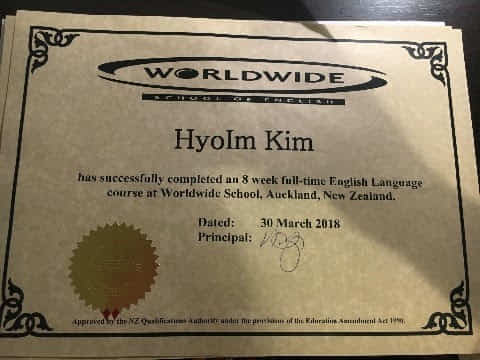 WORLDWIDE
SCHOOL OF ENGLISH
HyoIm Kim
has successfully completed an 8 week full-time English Language
course at Worldwide School, Auckland, New Zealand.
Dated: 30 March 2018
Principal:
Approved by the NZ Qualifications Authority under the provisions of the Education Amendment Act 1990.